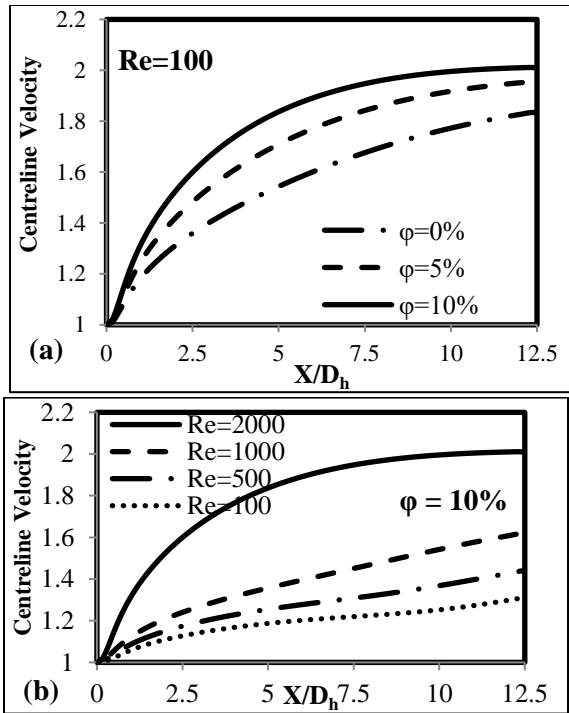 2.2
Re=100
2
1.8
1.6
1.4
1.2
1
Centreline Velocity
φ=0%
φ=5%
φ=10%
0 2.5 5 7.5 10 12.5
X/Dₕ
(a)
2.2
2
1.8
1.6
1.4
1.2
1
Centreline Velocity
Re=2000
Re=1000
Re=500
Re=100
φ = 10%
0 2.5 5 7.5 10 12.5
X/Dₕ
(b)